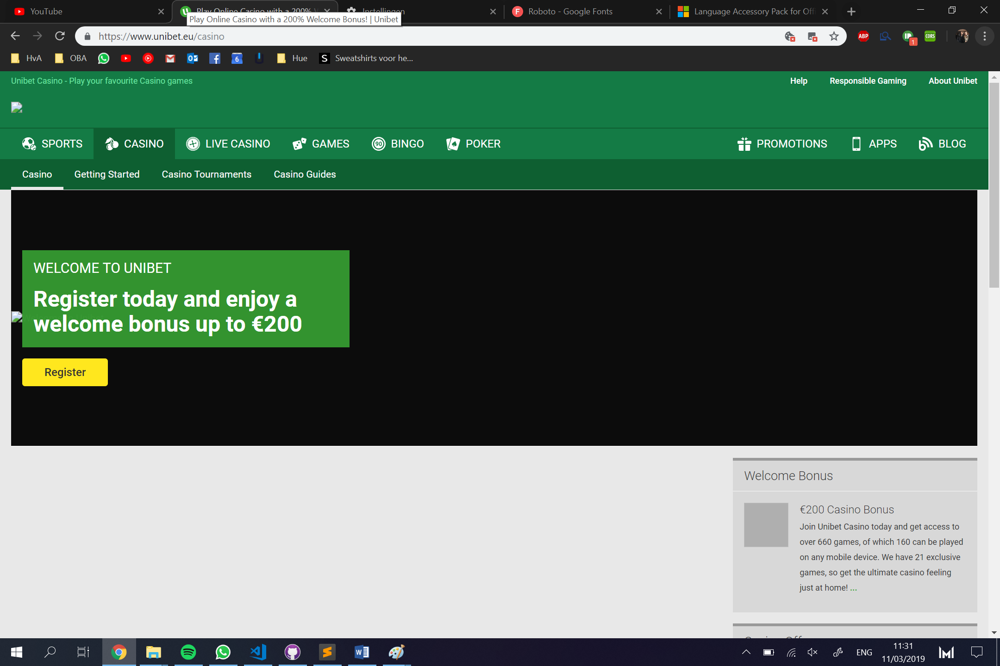 YouTube
Play Online Casino with a 200%
Instellingen
Roboto - Google Fonts
Language Accessory Pack for Off
Play Online Casino with a 200% Welcome Bonus! | Unibet
https://www.unibet.eu/casino
ABP
1
CORS
HvA
OBA
6
Hue
S
Sweatshirts voor he...
Unibet Casino - Play your favourite Casino games
Help
Responsible Gaming
About Unibet
SPORTS
CASINO
LIVE CASINO
GAMES
90
BINGO
POKER
PROMOTIONS
APPS
BLOG
Casino
Getting Started
Casino Tournaments
Casino Guides
WELCOME TO UNIBET
Register today and enjoy a
welcome bonus up to €200
Register
Welcome Bonus
€200 Casino Bonus
Join Unibet Casino today and get access to
over 660 games, of which 160 can be played
on any mobile device. We have 21 exclusive
games, so get the ultimate casino feeling
just at home! ...
ENG
11:31
11/03/2019